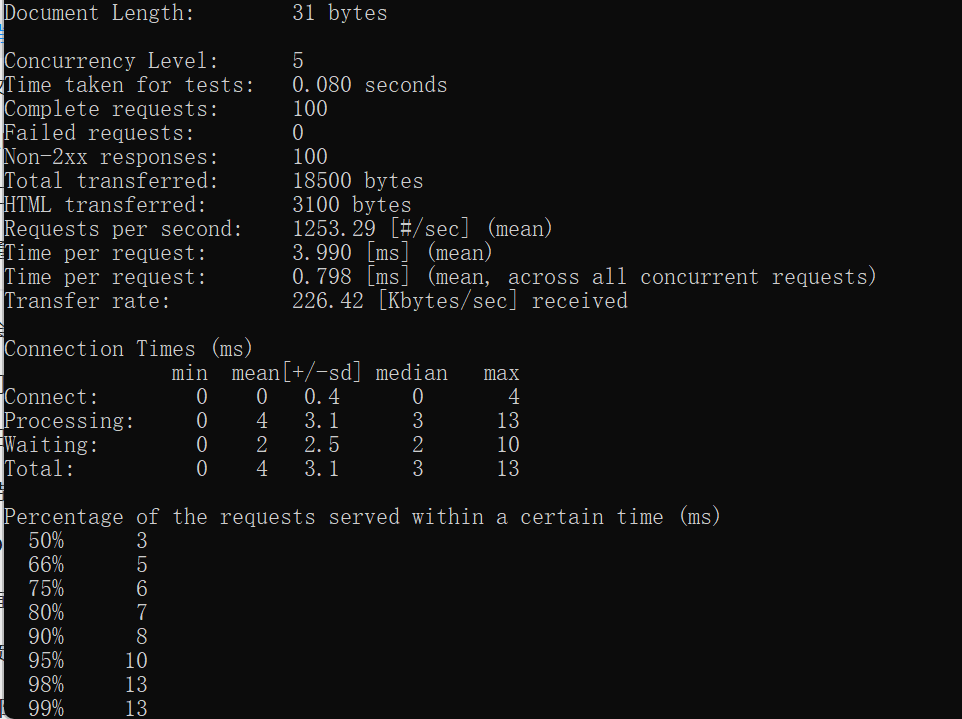 Document Length:        31 bytes
Concurrency Level:      5
Time taken for tests:   0.080 seconds
Complete requests:      100
Failed requests:        0
Non-2xx responses:      100
Total transferred:      18500 bytes
HTML transferred:       3100 bytes
Requests per second:    1253.29 [#/sec] (mean)
Time per request:       3.990 [ms] (mean)
Time per request:       0.798 [ms] (mean, across all concurrent requests)
Transfer rate:          226.42 [Kbytes/sec] received
Connection Times (ms)
              min  mean[+/-sd] median   max
Connect:        0    0   0.4      0       4
Processing:     0    4   3.1      3      13
Waiting:        0    2   2.5      2      10
Total:          0    4   3.1      3      13
Percentage of the requests served within a certain time (ms)
  50%      3
  66%      5
  75%      6
  80%      7
  90%      8
  95%     10
  98%     13
  99%     13